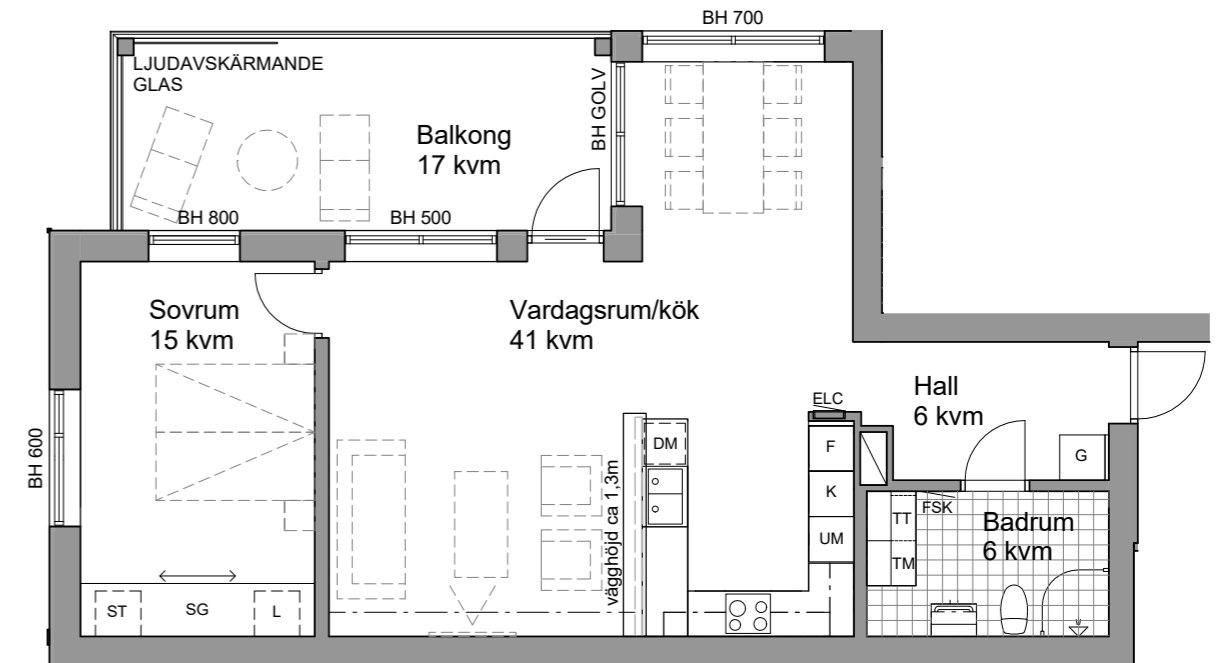 BH 700
LJUDAVSKÄRMANDE
GLAS
BH GOLV
Balkong
17 kvm
BH 800
BH 500
Sovrum
15 kvm
Vardagsrum/kök
41 kvm
Hall
6 kvm
ELC
BH 600
DM
F
G
K
vägghöjd ca 1,3m
FSK
TT
Badrum
6 kvm
UM
TM
ST
SG
L